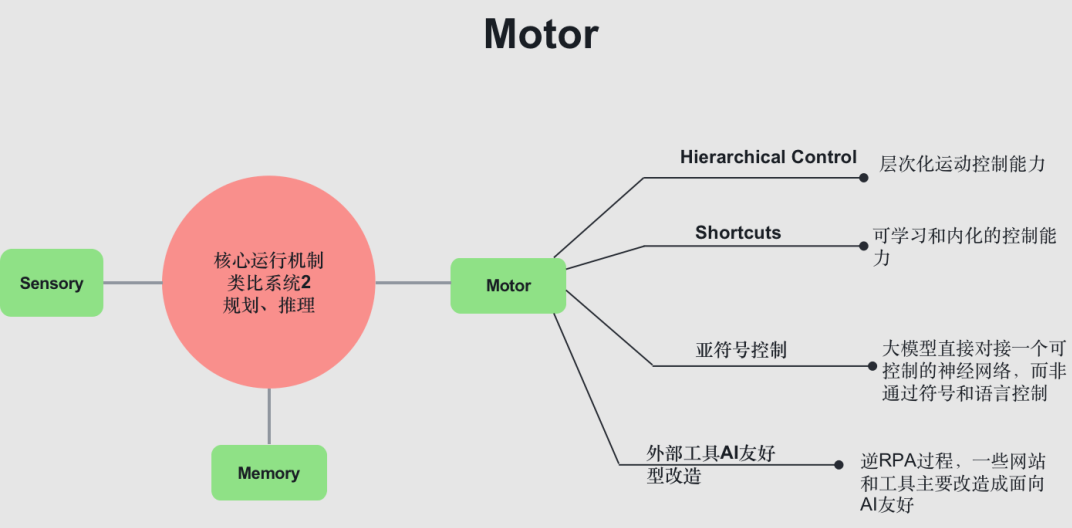 Motor
Hierarchical Control
层次化运动控制能力
Shortcuts
可学习和内化的控制能
力
核心运行机制
类比系统2
规划、推理
Sensory
Motor
亚符号控制
大模型直接对接一个可
控制的神经网络，而非
通过符号和语言控制
外部工具AI友好
型改造
逆RPA过程，一些网站
和工具主要改造成面向
AI友好
Memory